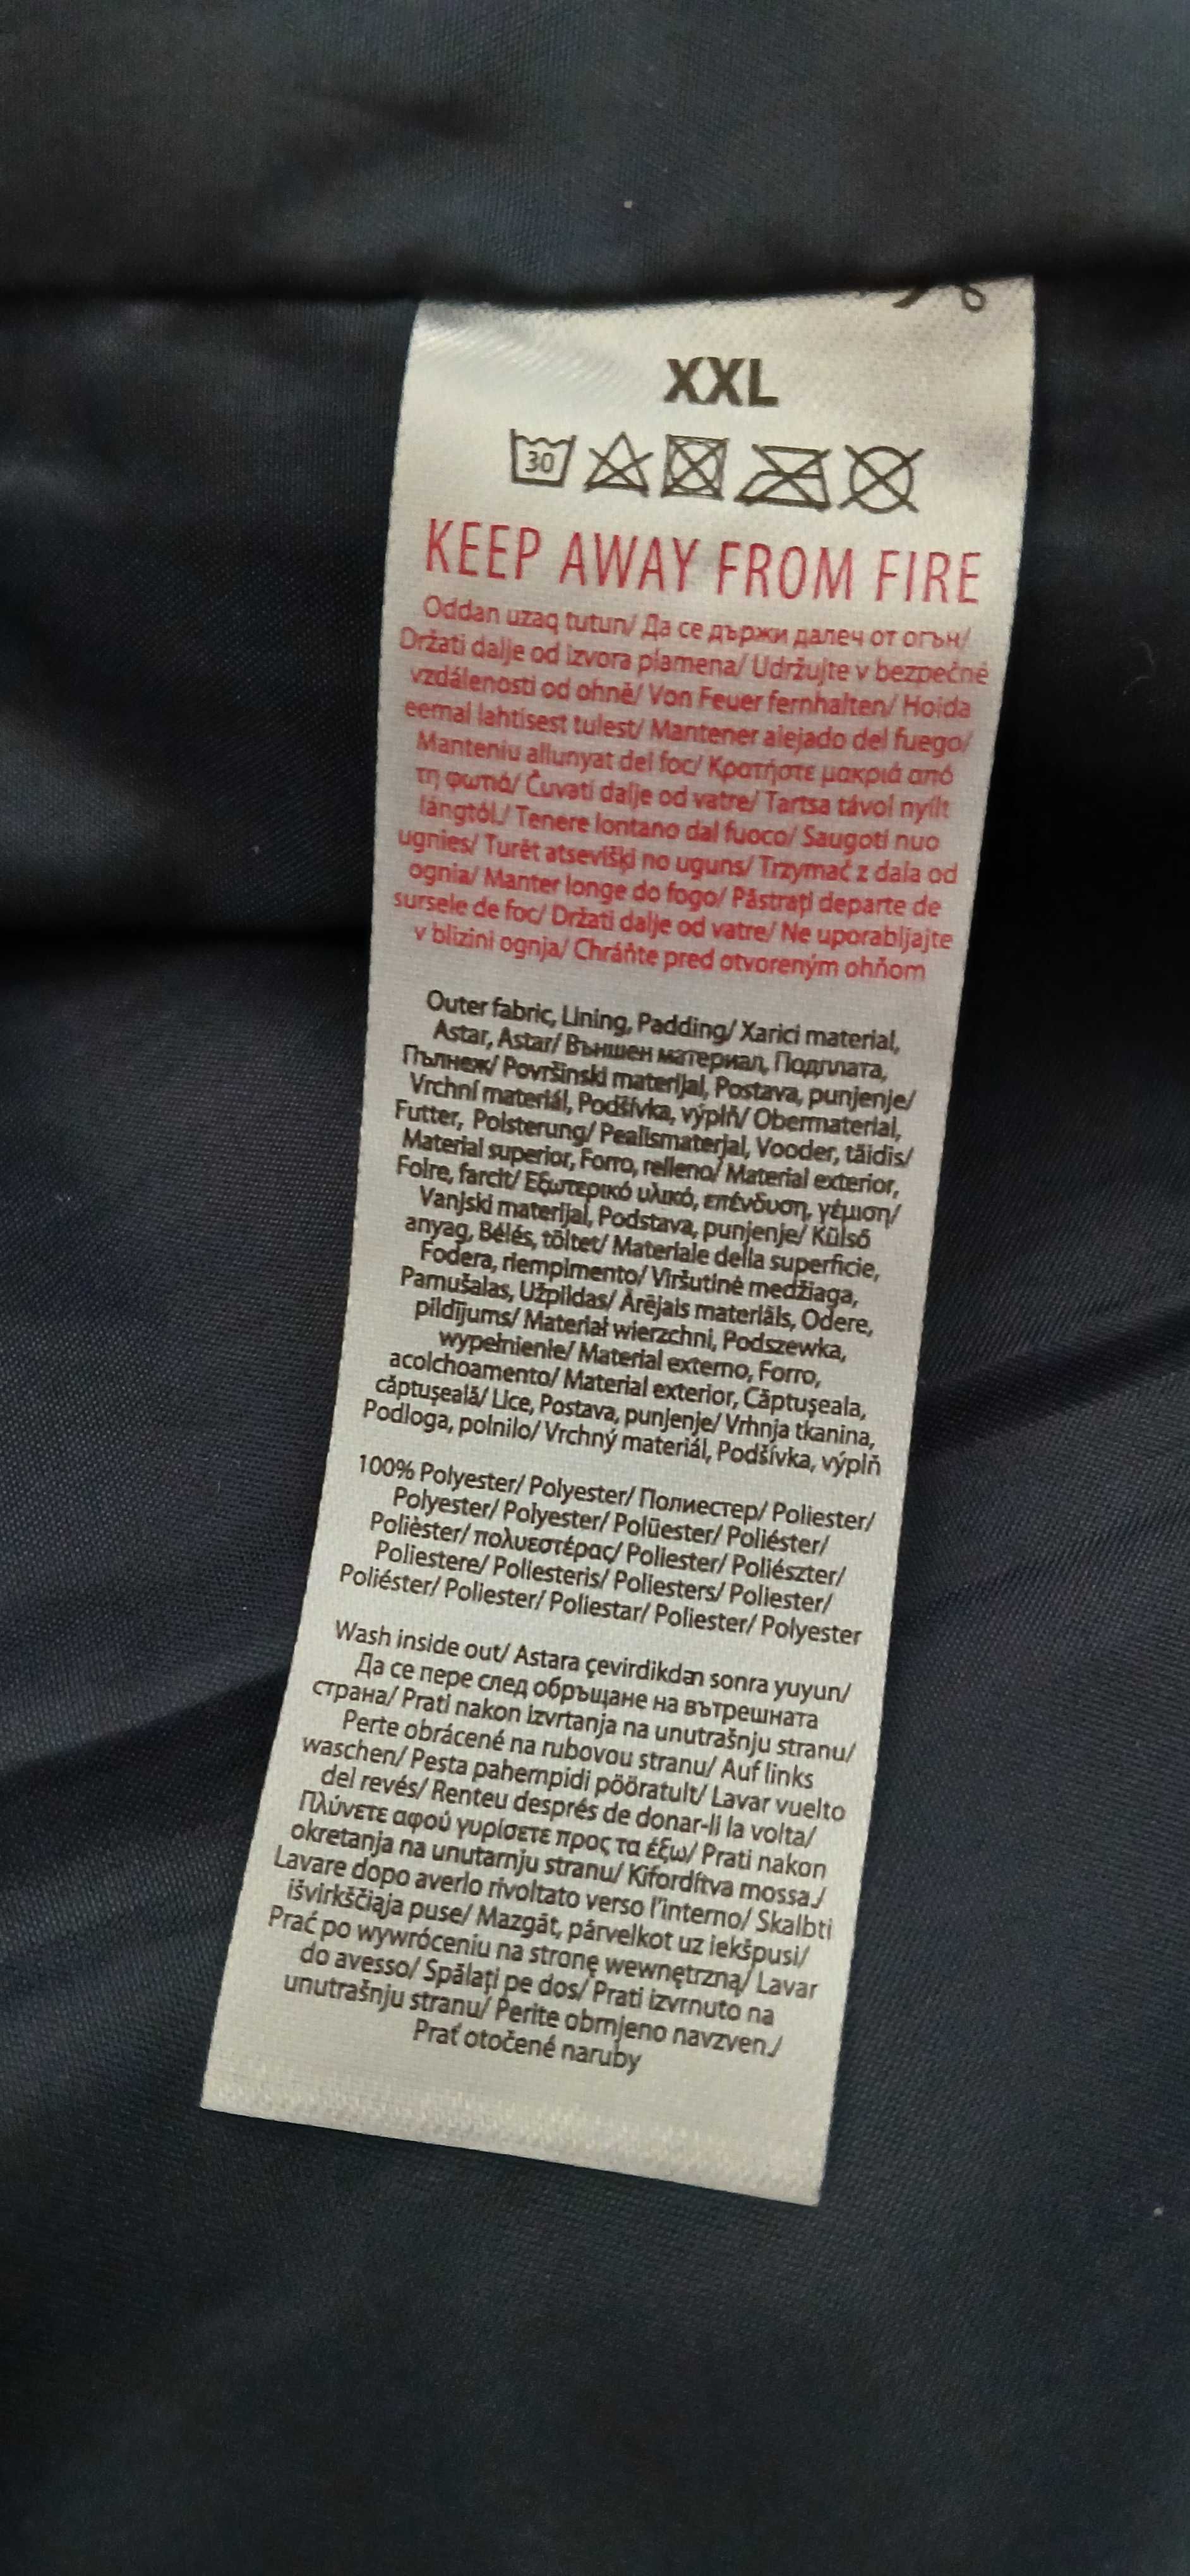 XXL
30
KEEP AWAY FROM FIRE
Oddan uzaq tutun/ Да се държи далеч от огън/
Držati dalje od izvora plamena/ Udržujte v bezpečné
vzdálenosti od ohně/ Von Feuer fernhalten/ Hoida
eemal lahtisest tulest/ Mantener alejado del fuego/
Manteniu allunyat del foc/ Κρατήστε μακριά από
τη φωτιά/ Čuvati dalje od vatre/ Tartsa távol nyílt
lángtól./ Tenere lontano dal fuoco/ Saugoti nuo
ugnies/ Turēt atsevišķi no uguns/ Trzymać z dala od
ognia/ Manter longe do fogo/ Păstrați departe de
sursele de foc/ Držati dalje od vatre/ Ne uporabljajte
v blizini ognja/ Chráňte pred otvoreným ohňom
Outer fabric, Lining, Padding/ Xarici material,
Astar, Astar/ Външен материал, Подплата,
Пълнеж/ Površinski materijal, Postava, punjenje/
Vrchní materiál, Podšívka, výplň/ Obermaterial,
Futter, Polsterung/ Pealismaterjal, Vooder, täidis/
Material superior, Forro, relleno/ Material exterior,
Folre, farcit/ Εξωτερικό υλικό, επένδυση, γέμιση/
Vanjski materijal, Podstava, punjenje/ Külső
anyag, Bélés, töltet/ Materiale della superficie,
Fodera, riempimento/ Viršutinė medžiaga,
Pamušalas, Užpildas/ Ārējais materiāls, Odere,
pildījums/ Materiał wierzchni, Podszewka,
wypełnienie/ Material externo, Forro,
acolchoamento/ Material exterior, Căptușeala,
căptușeală/ Lice, Postava, punjenje/ Vrhnja tkanina,
Podloga, polnilo/ Vrchný materiál, Podšívka, výplň
100% Polyester/ Polyester/ Полиестер/ Poliester/
Polyester/ Polyester/ Polüester/ Poliéster/
Polièster/ πολυεστέρας/ Poliester/ Poliészter/
Poliestere/ Poliesteris/ Poliesters/ Poliester/
Poliéster/ Poliester/ Poliestar/ Poliester/ Polyester
Wash inside out/ Astara çevirdikdən sonra yuyun/
Да се пере след обръщане на вътрешната
страна/ Prati nakon izvrtanja na unutrašnju stranu/
Perte obrácené na rubovou stranu/ Auf links
waschen/ Pesta pahempidi pööratult/ Lavar vuelto
del revés/ Renteu després de donar-li la volta/
Πλύνετε αφού γυρίσετε προς τα έξω/ Prati nakon
okretanja na unutarnju stranu/ Kifordítva mossa./
Lavare dopo averlo rivoltato verso l'interno/ Skalbti
išvirkščiąja puse/ Mazgāt, pārvelkot uz iekšpusi/
Prać po wywróceniu na stronę wewnętrzną/ Lavar
do avesso/ Spălați pe dos/ Prati izvrnuto na
unutrašnju stranu/ Perite obrnjeno navzven./
Prať otočené naruby